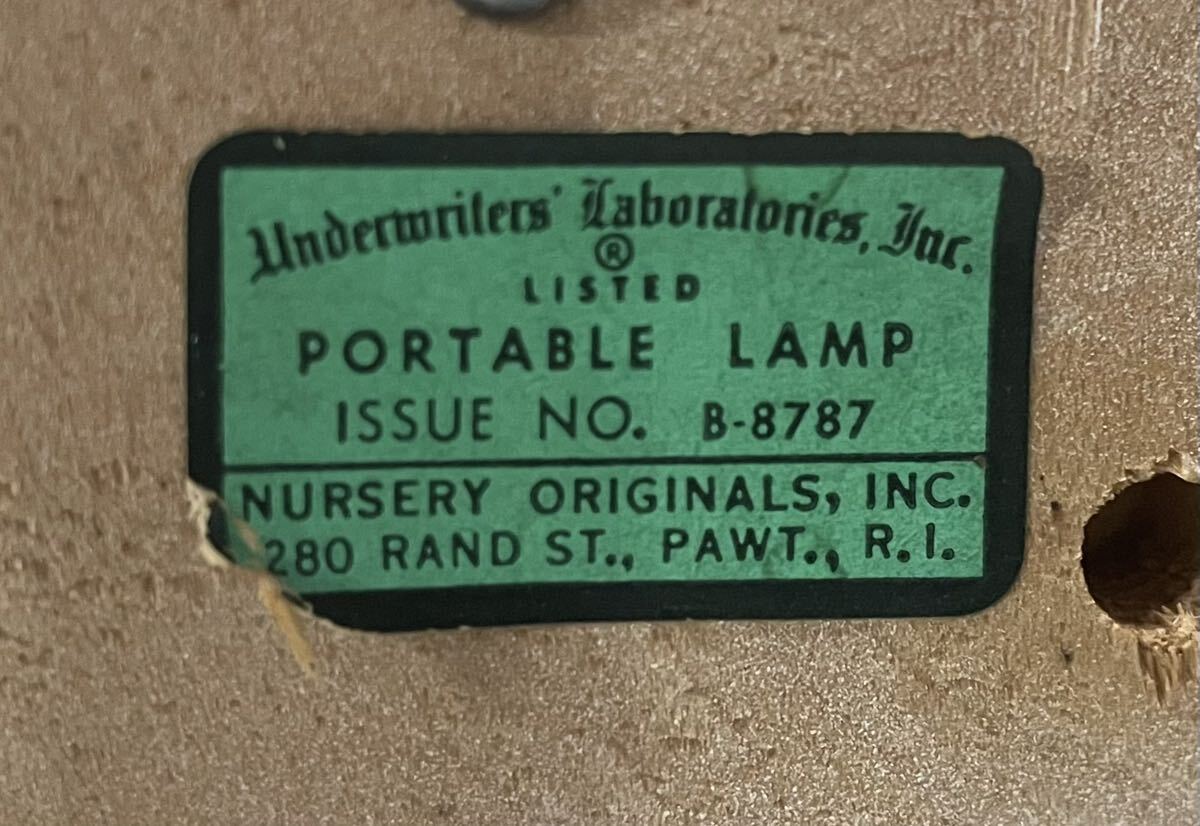 Underwriters' Laboratories, Inc.
®
LISTED
PORTABLE LAMP
ISSUE NO. B-8787
NURSERY ORIGINALS, INC.
280 RAND ST., PAWT., R.I.